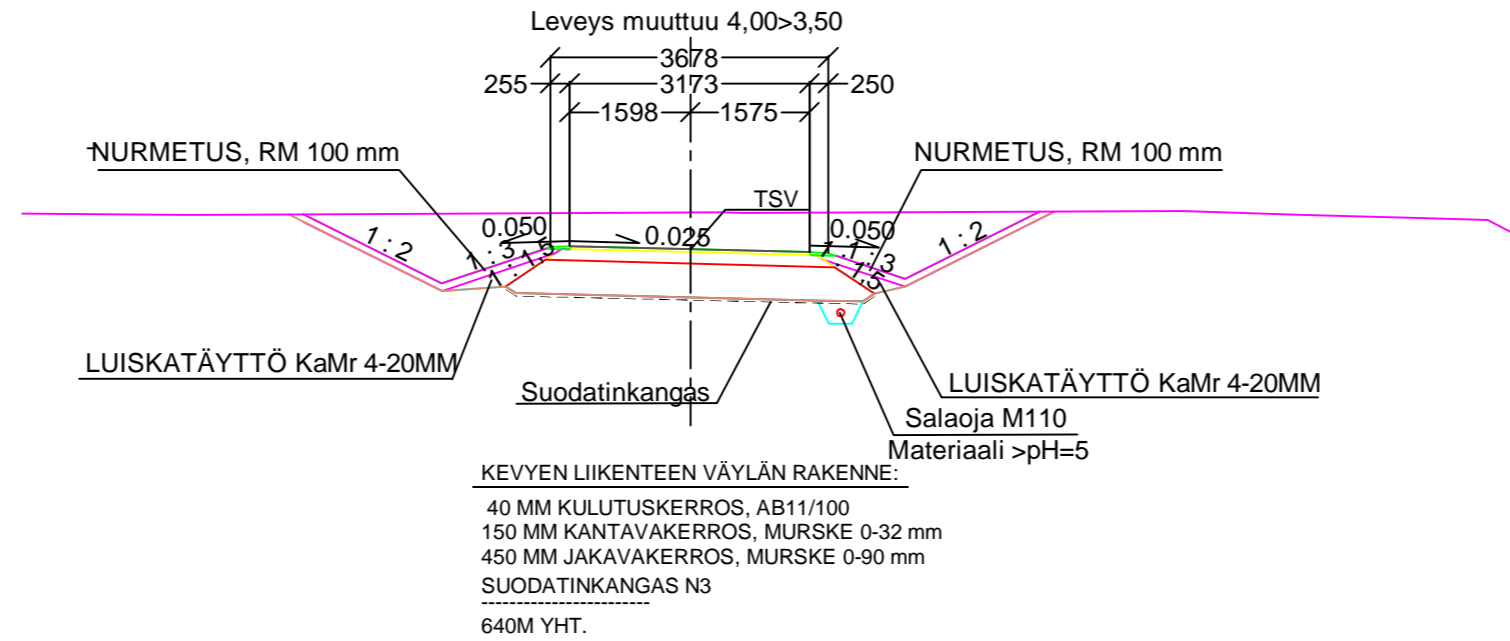 Leveys muuttuu 4,00>3,50
3678
255
3173
250
1598
1575
NURMETUS, RM 100 mm
NURMETUS, RM 100 mm
TSV
0.050
0.025
0.050
1 : 2
1 : 3
1 : 1.5
1 : 3
1 : 1.5
1 : 2
LUISKATÄYTTÖ KaMr 4-20MM
LUISKATÄYTTÖ KaMr 4-20MM
Suodatinkangas
Salaoja M110
Materiaali >pH=5
KEVYEN LIIKENTEEN VÄYLÄN RAKENNE:
40 MM KULUTUSKERROS, AB11/100
150 MM KANTAVAKERROS, MURSKE 0-32 mm
450 MM JAKAVAKERROS, MURSKE 0-90 mm
SUODATINKANGAS N3
------------------------
640M YHT.